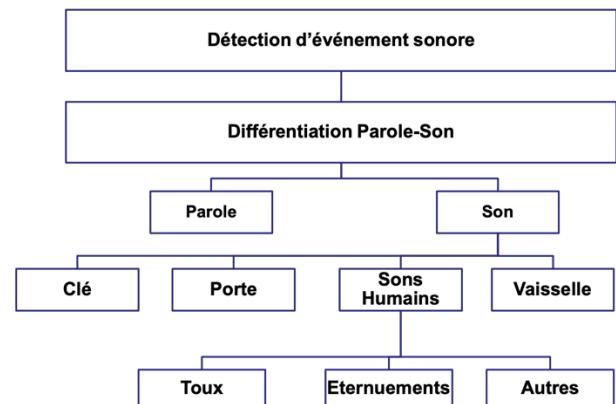 Détection d'événement sonore
Différentiation Parole-Son
Parole
Son
Clé
Porte
Sons
Humains
Vaisselle
Toux
Eternuements
Autres